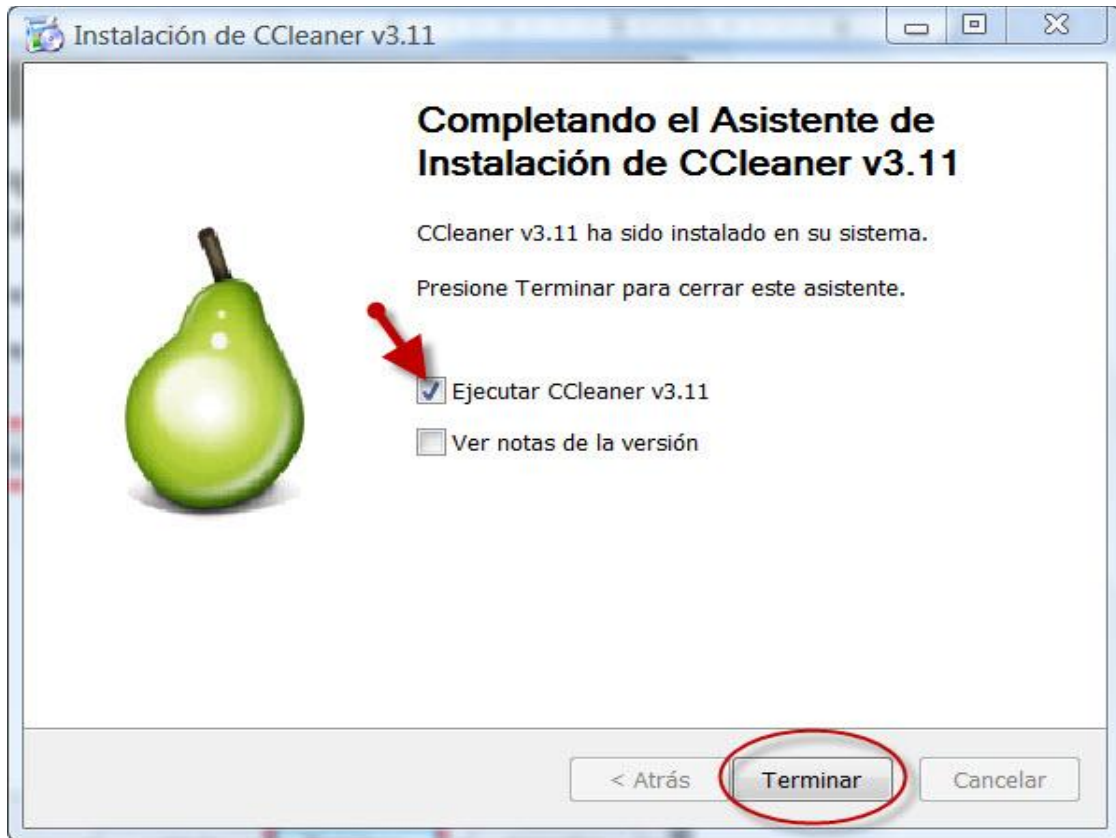 Instalación de CCleaner v3.11
Completando el Asistente de
Instalación de CCleaner v3.11
CCleaner v3.11 ha sido instalado en su sistema.
Presione Terminar para cerrar este asistente.
Ejecutar CCleaner v3.11
Ver notas de la versión
< Atrás Terminar Cancelar